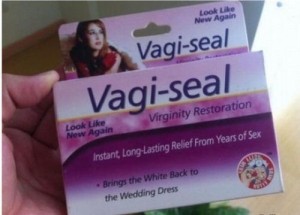 Look Like
New Again
Vagi-seal
Vagi-seal
Virginity Restoration
Look Like
New Again
Instant, Long-Lasting Relief From Years of Sex
• Brings the White Back to
the Wedding Dress